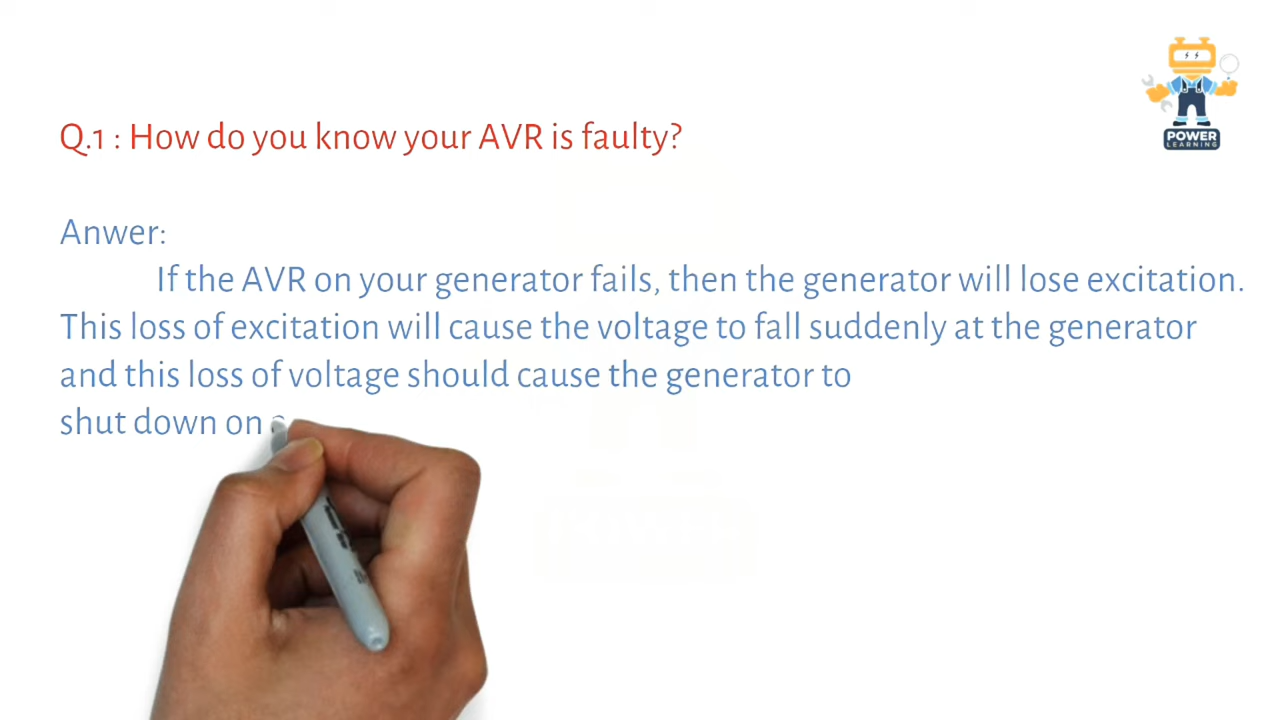 POWER
LEARNING
Q.1 : How do you know your AVR is faulty?
Anwer:
If the AVR on your generator fails, then the generator will lose excitation.
This loss of excitation will cause the voltage to fall suddenly at the generator
and this loss of voltage should cause the generator to
shut down on